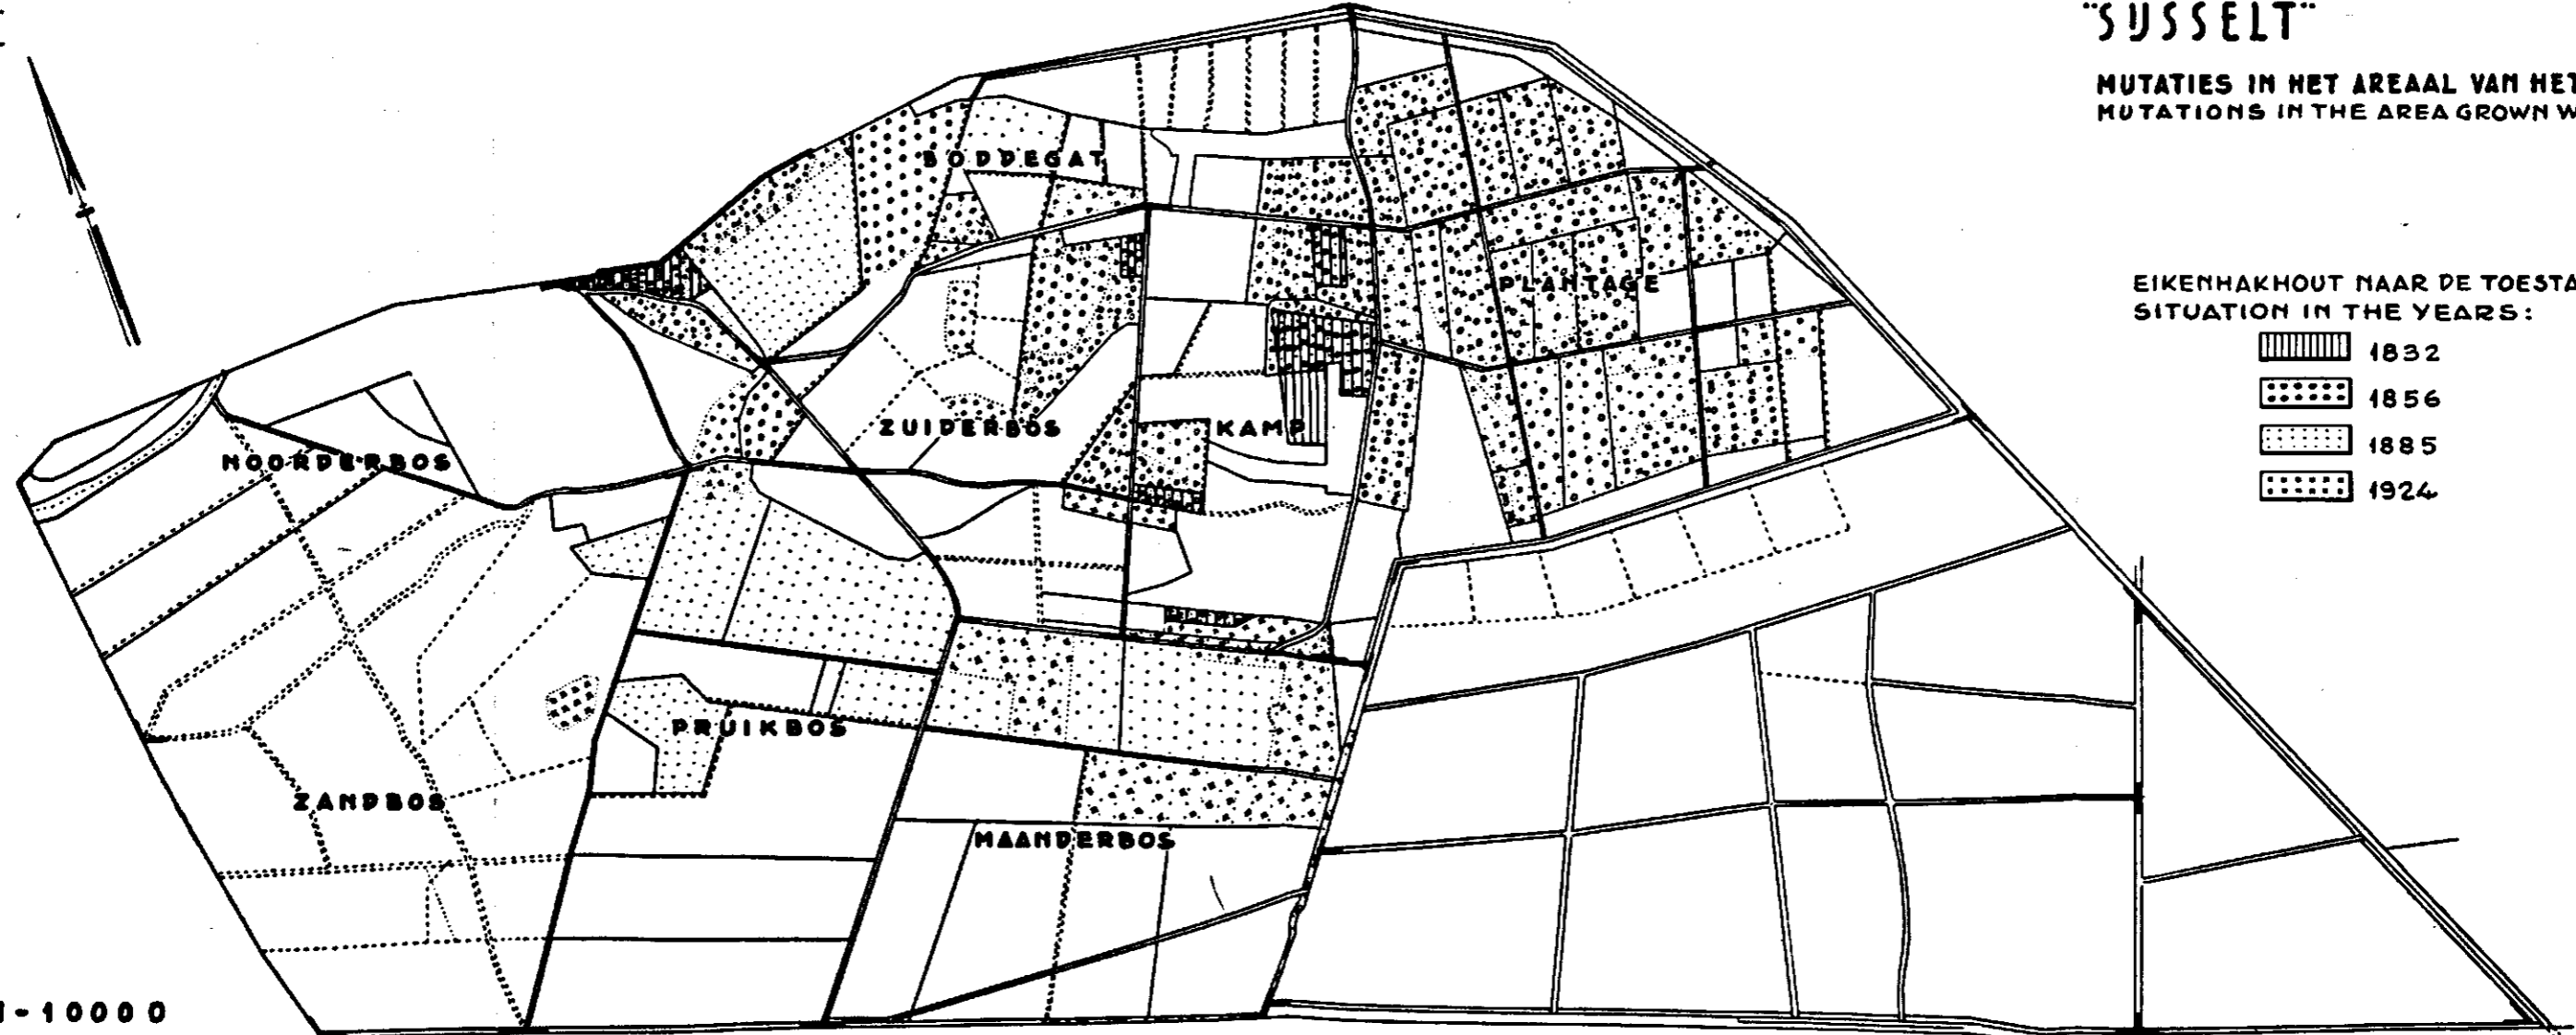 "SIJSSELT"
MUTATIES IN HET AREAAL VAN HET
MUTATIONS IN THE AREA GROWN W
BODDEGAT
PLANTAGE
EIKENHAKHOUT NAAR DE TOESTA
SITUATION IN THE YEARS:
1832
1856
1885
1924
ZUIDERBOS
KAMP
NOORDERBOS
PRUIKBOS
ZANDBOS
MAANDERBOS
1-10000